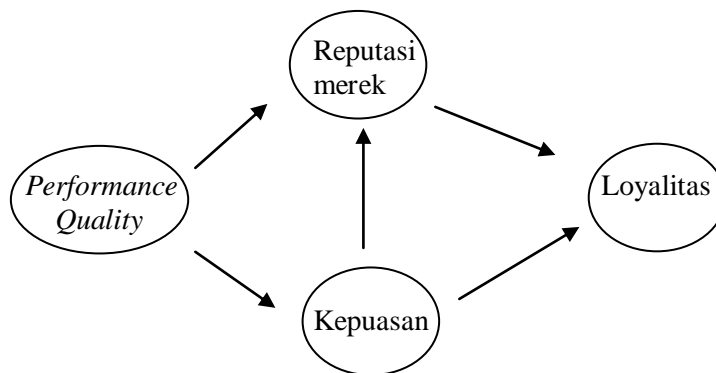 Reputasi
merek
Performance
Quality
Loyalitas
Kepuasan